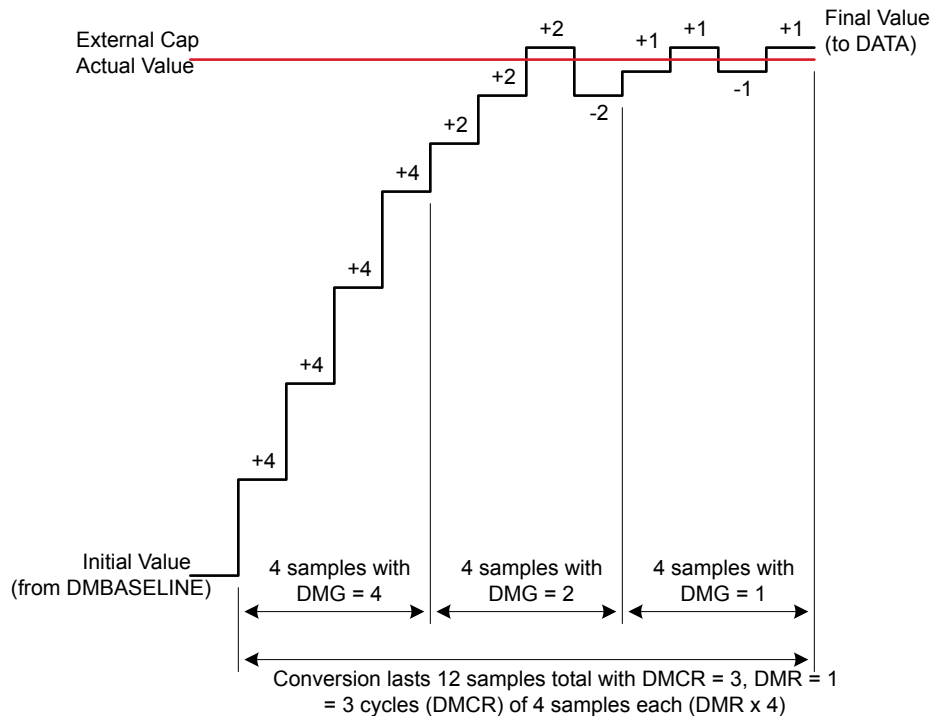 External Cap
Actual Value
Final Value
(to DATA)
+2
+1
+1
+1
+2
-2
-1
+2
+4
+4
+4
+4
Initial Value
(from DMBASELINE)
4 samples with
DMG = 4
4 samples with
DMG = 2
4 samples with
DMG = 1
Conversion lasts 12 samples total with DMCR = 3, DMR = 1
= 3 cycles (DMCR) of 4 samples each (DMR x 4)